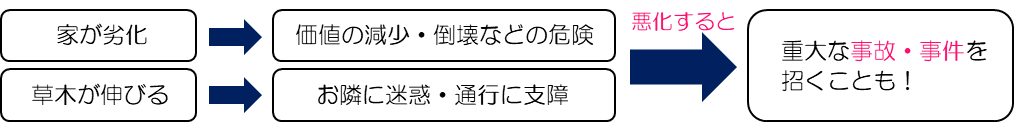 家が劣化
価値の減少・倒壊などの危険
草木が伸びる
お隣に迷惑・通行に支障
悪化すると
重大な事故・事件を
招くことも！